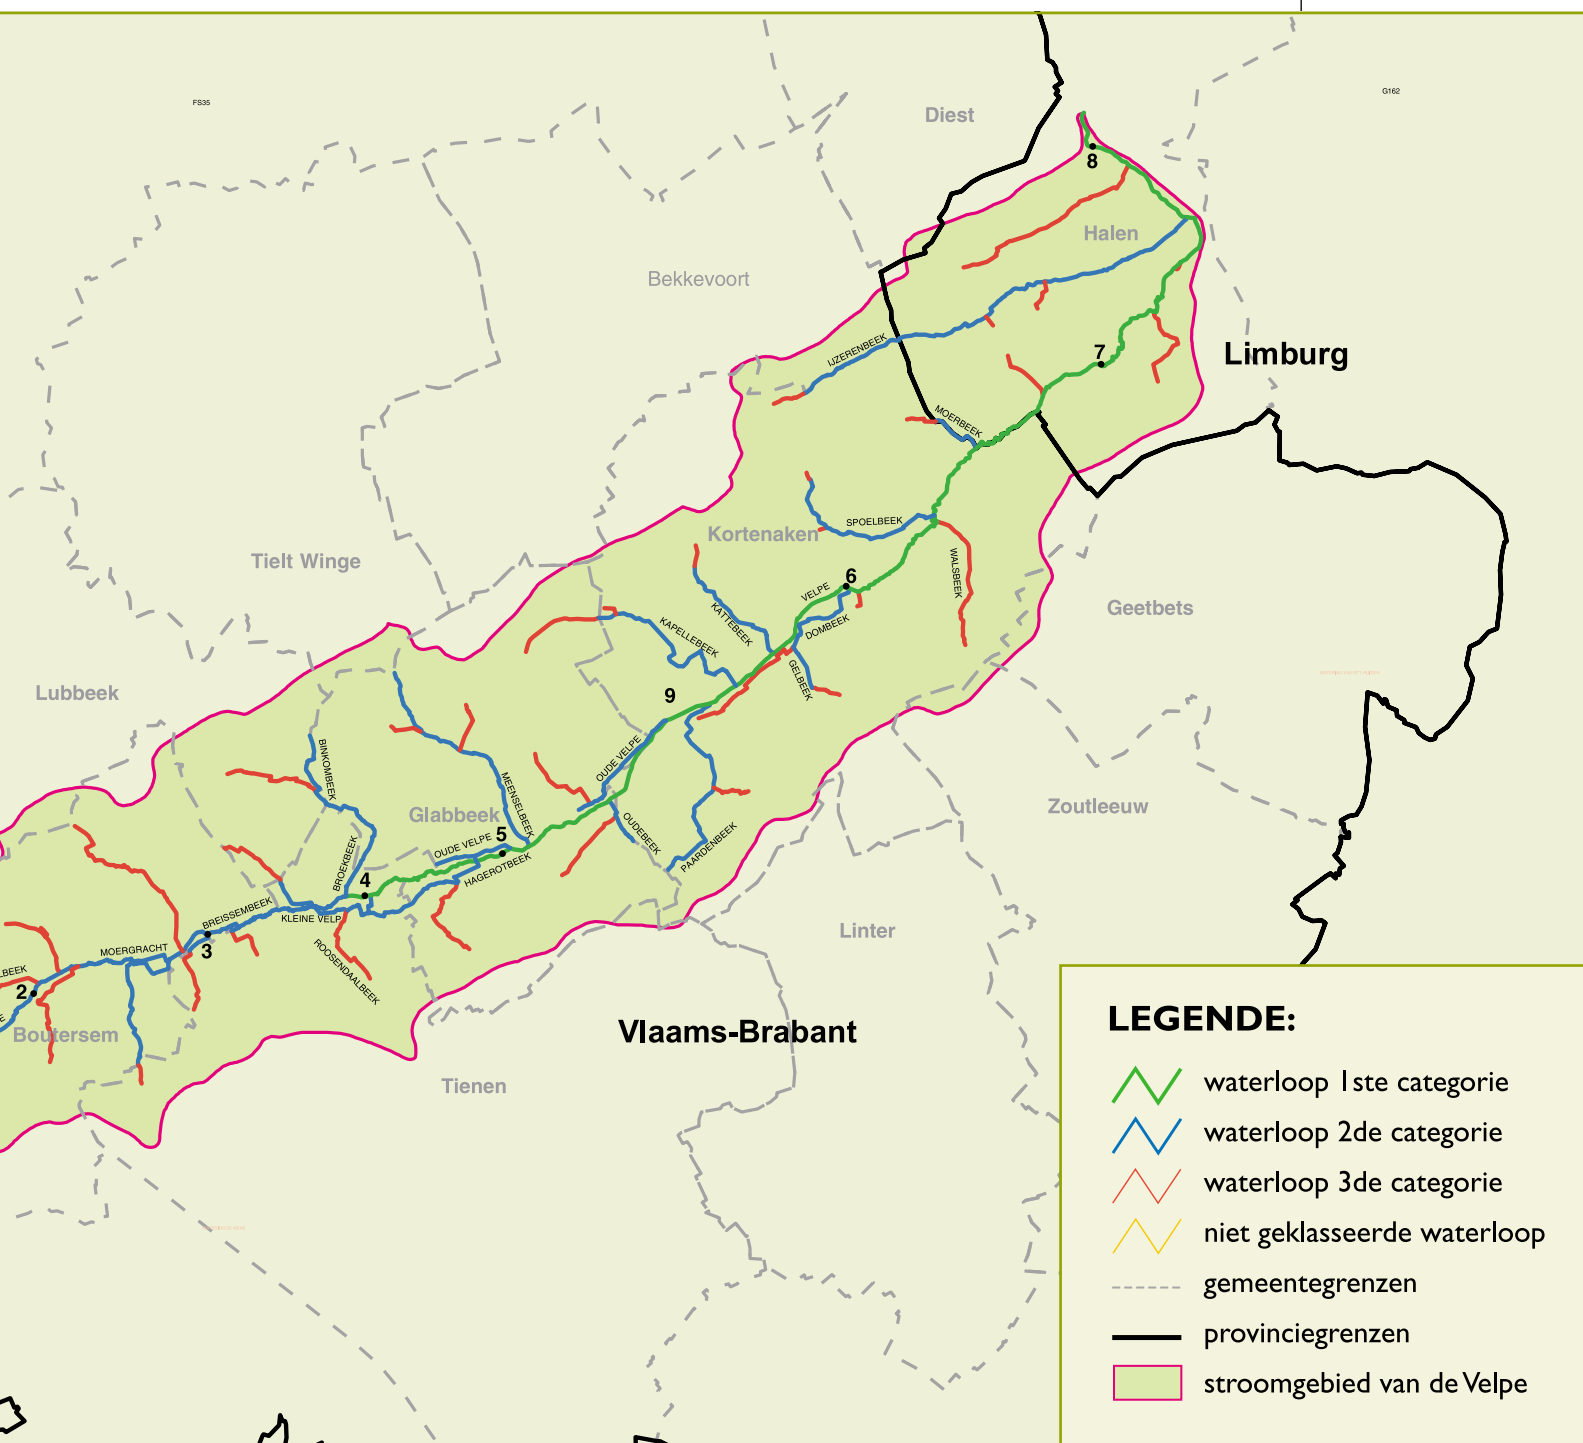 FS35
G162
Diest
8
Halen
Bekkevoort
IJZERENBEEK
7
Limburg
MOERBEEK
SPOELBEEK
Kortenaken
Tielt Winge
WALSBEEK
6
VELPE
Geetbets
KATTEBEEK
DOMBEEK
KAPELLEBEEK
GELBEEK
Lubbeek
9
BINKOMBEEK
OUDE VELPE
MEENSELBEEK
Glabbeek
Zoutleeuw
5
OUDE VELPE
OUDEBEEK
PAARDENBEEK
BROEKBEEK
HAGEROTBEEK
4
BREISSEMBEEK
KLEINE VELP
Linter
3
MOERGRACHT
ROOSENDAALBEEK
LBEEK
2
E
Boutersem
Vlaams-Brabant
Tienen
LEGENDE:
waterloop 1ste categorie
waterloop 2de categorie
waterloop 3de categorie
niet geklasseerde waterloop
gemeentegrenzen
provinciegrenzen
stroomgebied van de Velpe